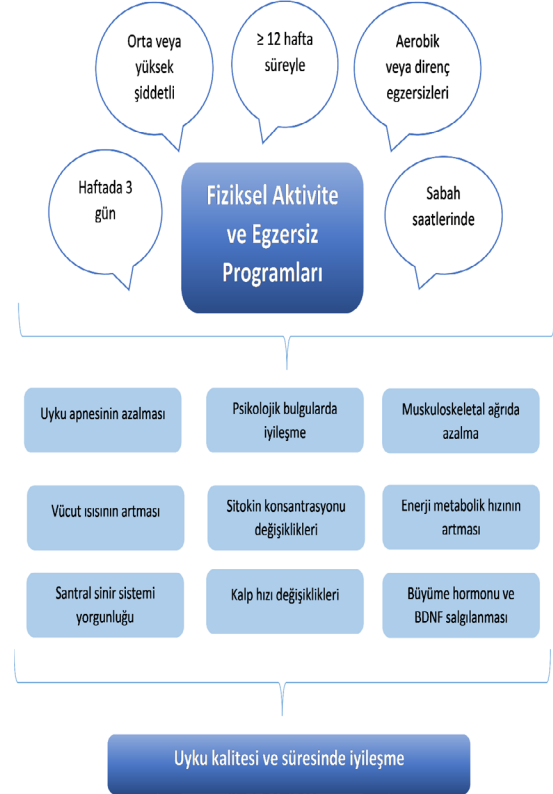 Orta veya
yüksek
şiddetli
≥ 12 hafta
süreyle
Aerobik
veya direnç
egzersizleri
Haftada 3
gün
Fiziksel Aktivite
ve Egzersiz
Programları
Sabah
saatlerinde
Uyku apnesinin azalması
Psikolojik bulgularda
iyileşme
Muskuloskeletal ağrıda
azalma
Vücut ısısının artması
Sitokin konsantrasyonu
değişiklikleri
Enerji metabolik hızının
artması
Santral sinir sistemi
yorgunluğu
Kalp hızı değişiklikleri
Büyüme hormonu ve
BDNF salgılanması
Uyku kalitesi ve süresinde iyileşme